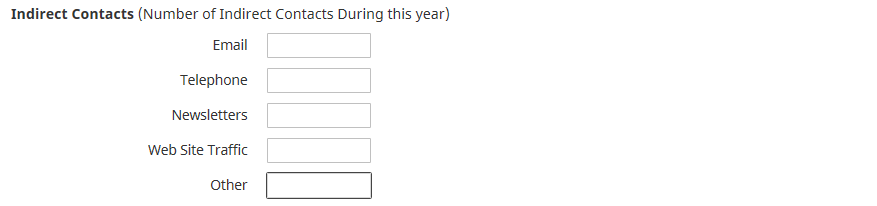 Indirect Contacts (Number of Indirect Contacts During this year)
Email
Telephone
Newsletters
Web Site Traffic
Other